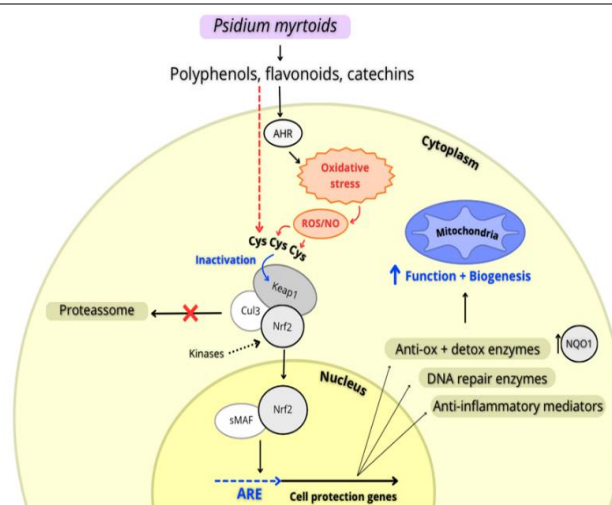 Psidium myrtoids
Polyphenols, flavonoids, catechins
AHR
Cytoplasm
Oxidative
stress
ROS/NO
Cys Cys Cys
Mitochondria
Inactivation
Function + Biogenesis
Keap1
Cul3
Proteassome
Nrf2
Kinases
Anti-ox + detox enzymes
NQO1
Nucleus
DNA repair enzymes
Anti-inflammatory mediators
sMAF
Nrf2
ARE
Cell protection genes